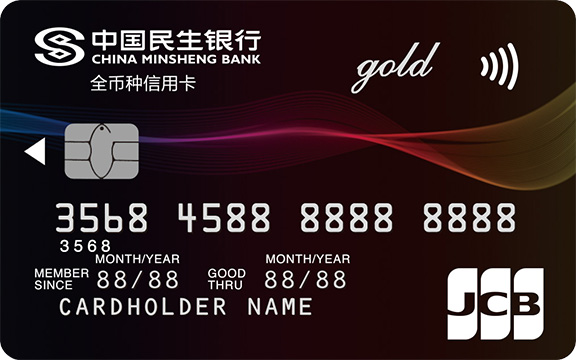 中国民生银行
CHINA MINSHENG BANK
全币种信用卡
gold
3568 4588 8888 8888
3568
MONTH/YEAR MONTH/YEAR
MEMBER SINCE 88/88 GOOD THRU 88/88
CARDHOLDER NAME
JCB